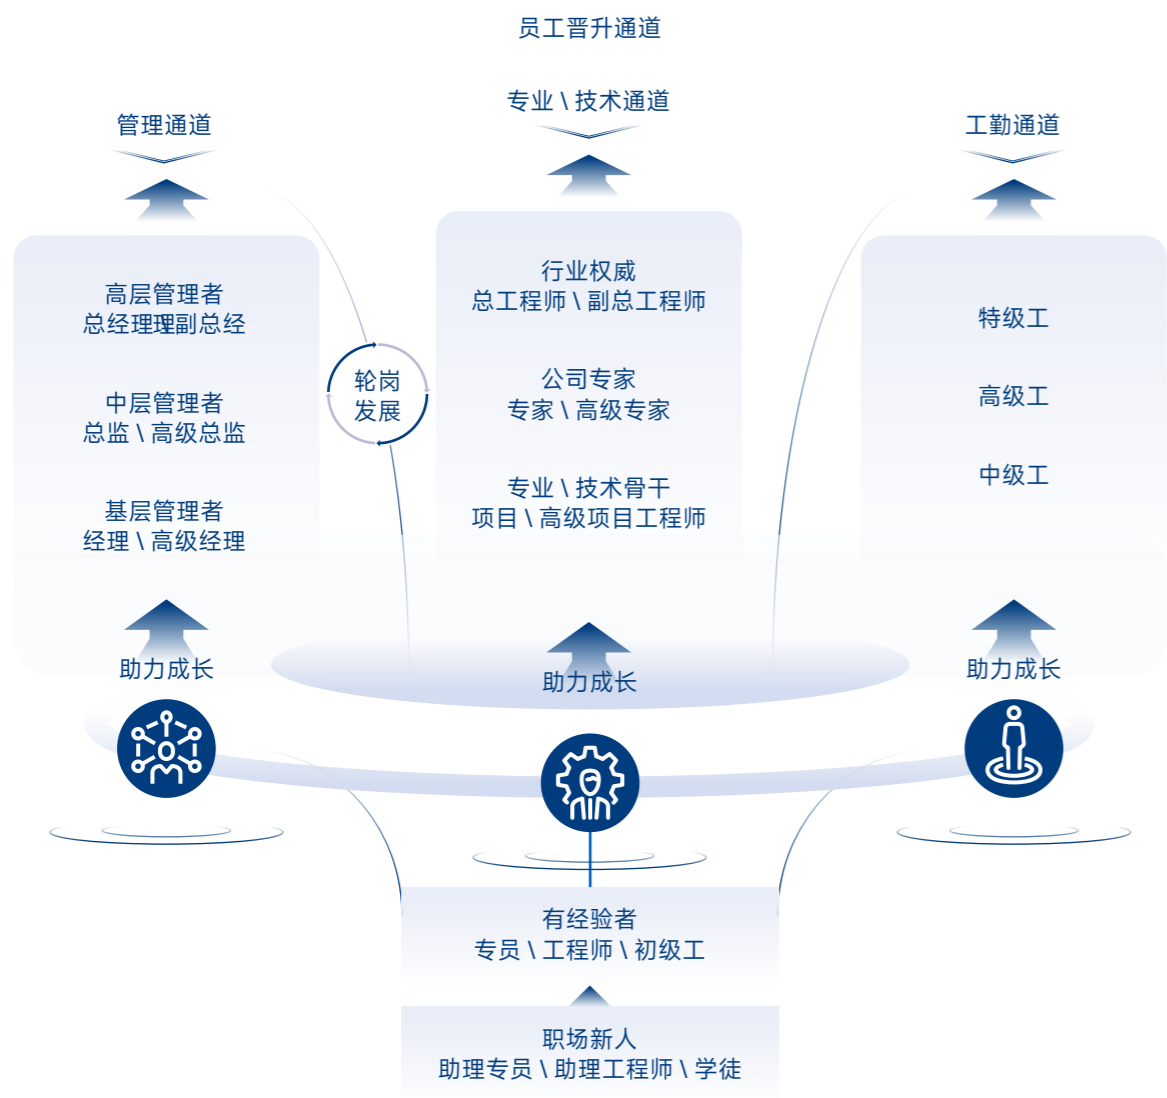 员工晋升通道
管理通道
高层管理者
总经理\副总经理
中层管理者
总监 \ 高级总监
基层管理者
经理 \ 高级经理
助力成长
轮岗
发展
专业 \ 技术通道
行业权威
总工程师 \ 副总工程师
公司专家
专家 \ 高级专家
专业 \ 技术骨干
项目 \ 高级项目工程师
助力成长
工勤通道
特级工
高级工
中级工
助力成长
有经验者
专员 \ 工程师 \ 初级工
职场新人
助理专员 \ 助理工程师 \ 学徒